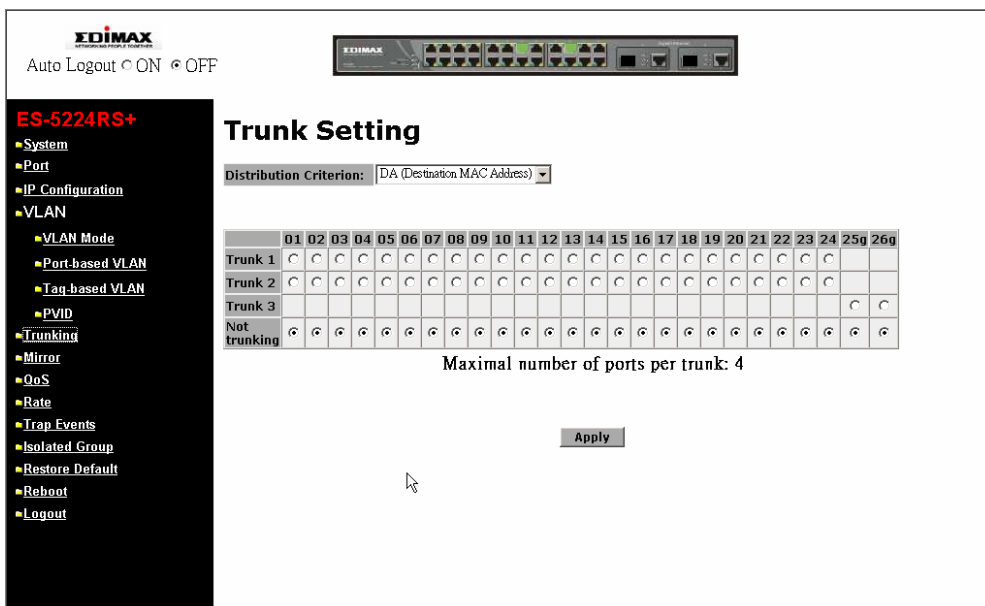 EDIMAX
NETWORKING PEOPLE TOGETHER
Auto Logout ON OFF
EDIMAX
ES-5224RS+
System
Port
IP Configuration
VLAN
VLAN Mode
Port-based VLAN
Tag-based VLAN
PVID
Trunking
Mirror
QoS
Rate
Trap Events
Isolated Group
Restore Default
Reboot
Logout
Trunk Setting
Distribution Criterion: DA (Destination MAC Address)
01 02 03 04 05 06 07 08 09 10 11 12 13 14 15 16 17 18 19 20 21 22 23 24 25g 26g
Trunk 1
Trunk 2
Trunk 3
Not
trunking
Maximal number of ports per trunk: 4
Apply